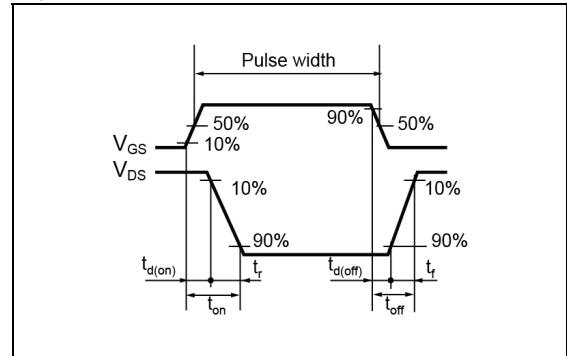 Pulse width
90%
50%
50%
10%
V_GS
V_DS
10%
10%
90%
90%
t_d(on)
t_r
t_d(off)
t_f
t_on
t_off